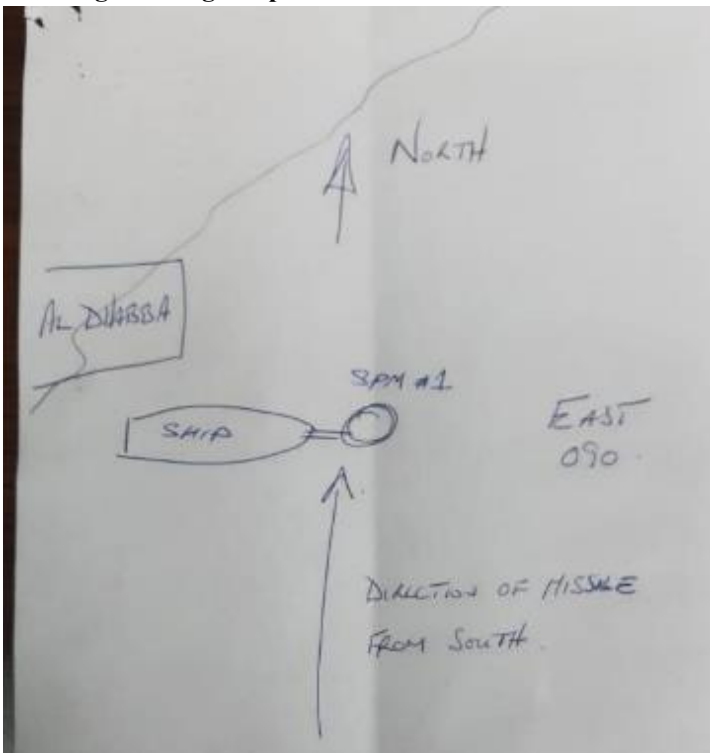 NORTH
AL DHABBA
SPM #1
SHIP
EAST
090
DIRECTION OF MISSILE
FROM SOUTH.